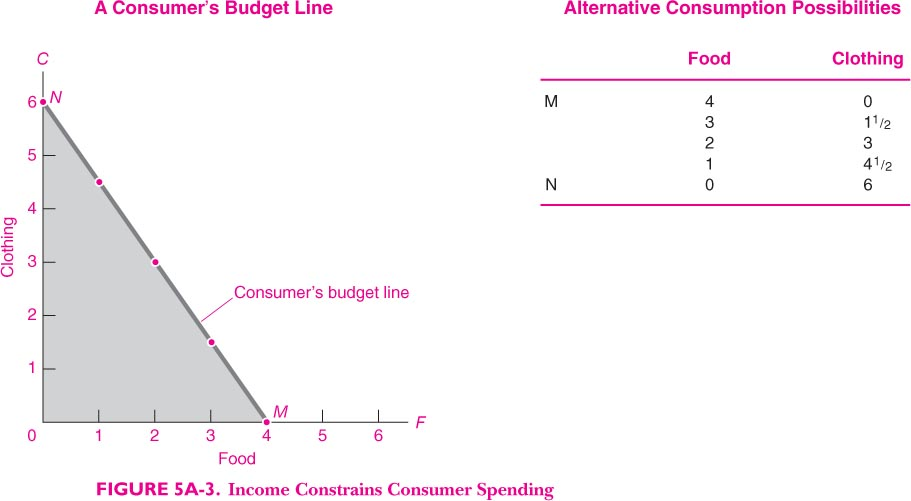 A Consumer's Budget Line
C
6
N
5
4
3
2
1
0
Clothing
Consumer's budget line
M
F
1 2 3 4 5 6
Food
Alternative Consumption Possibilities
Food Clothing
M 4 0
3 1 1/2
2 3
1 4 1/2
N 0 6
FIGURE 5A-3. Income Constrains Consumer Spending